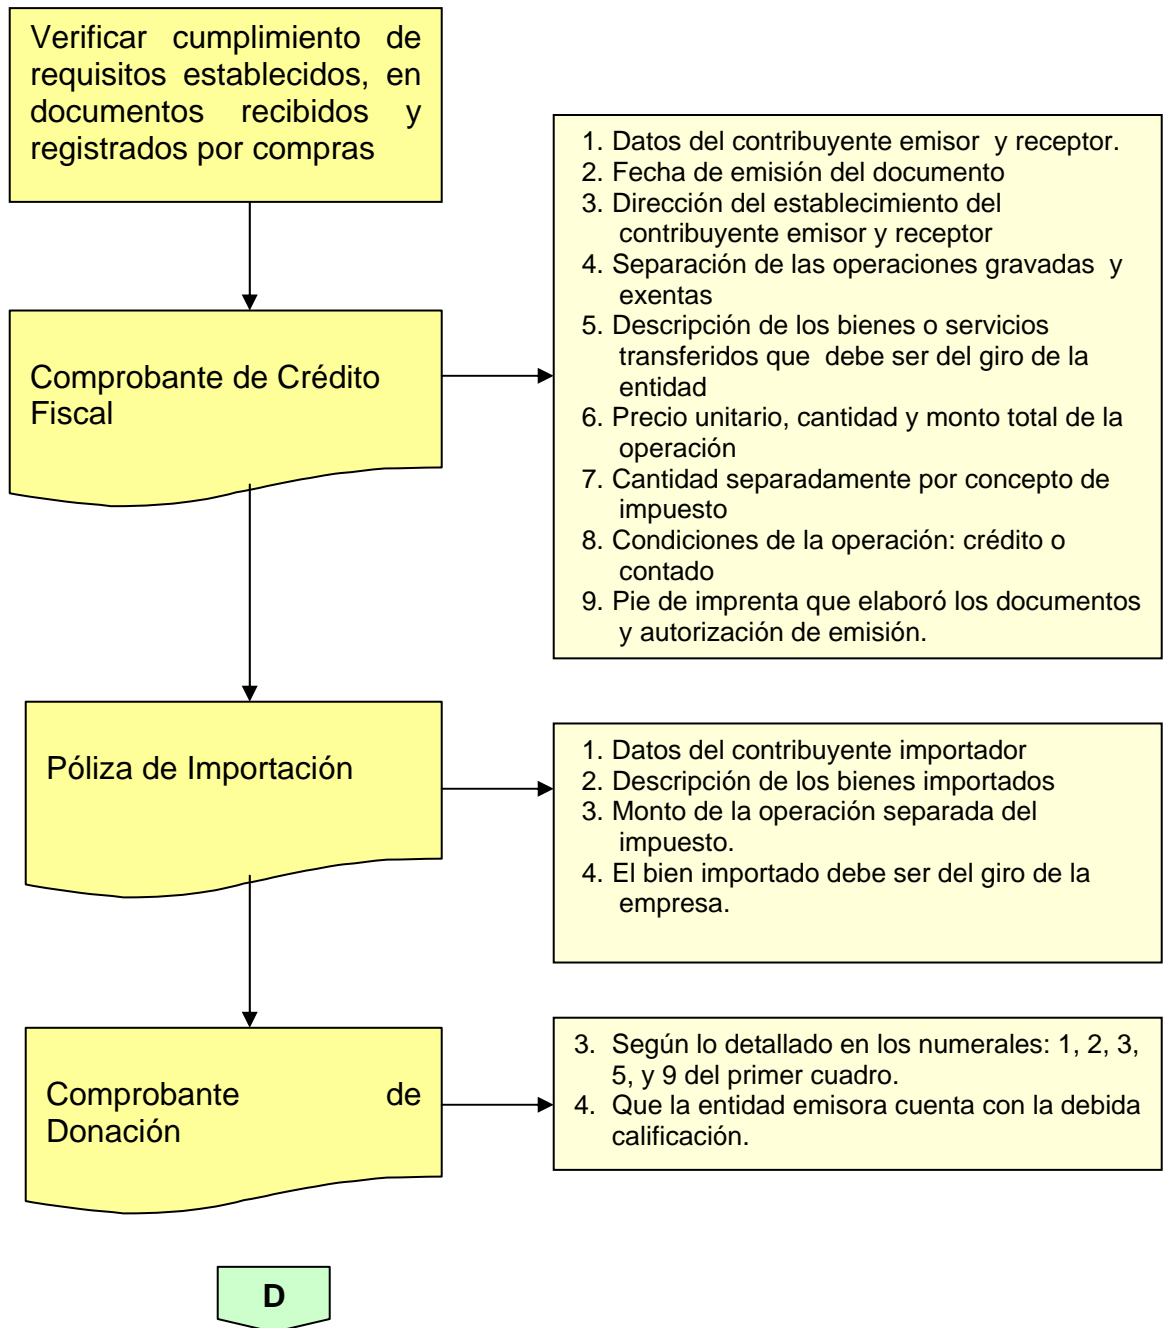 Verificar cumplimiento de
requisitos establecidos, en
documentos recibidos y
registrados por compras
Comprobante de Crédito
Fiscal
1. Datos del contribuyente emisor y receptor.
2. Fecha de emisión del documento
3. Dirección del establecimiento del
contribuyente emisor y receptor
4. Separación de las operaciones gravadas y
exentas
5. Descripción de los bienes o servicios
transferidos que debe ser del giro de la
entidad
6. Precio unitario, cantidad y monto total de la
operación
7. Cantidad separadamente por concepto de
impuesto
8. Condiciones de la operación: crédito o
contado
9. Pie de imprenta que elaboró los documentos
y autorización de emisión.
Póliza de Importación
1. Datos del contribuyente importador
2. Descripción de los bienes importados
3. Monto de la operación separada del
impuesto.
4. El bien importado debe ser del giro de la
empresa.
Comprobante de
Donación
3. Según lo detallado en los numerales: 1, 2, 3,
5, y 9 del primer cuadro.
4. Que la entidad emisora cuenta con la debida
calificación.
D